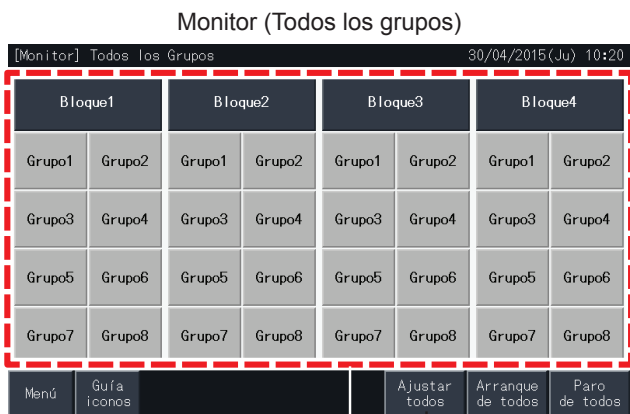 Monitor (Todos los grupos)
[Monitor] Todos los Grupos 30/04/2015(Ju) 10:20
Bloque1 Bloque2 Bloque3 Bloque4
Grupo1 Grupo2 Grupo1 Grupo2 Grupo1 Grupo2 Grupo1 Grupo2
Grupo3 Grupo4 Grupo3 Grupo4 Grupo3 Grupo4 Grupo3 Grupo4
Grupo5 Grupo6 Grupo5 Grupo6 Grupo5 Grupo6 Grupo5 Grupo6
Grupo7 Grupo8 Grupo7 Grupo8 Grupo7 Grupo8 Grupo7 Grupo8
Menú
Guía
iconos
Ajustar
todos
Arranque
de todos
Paro
de todos